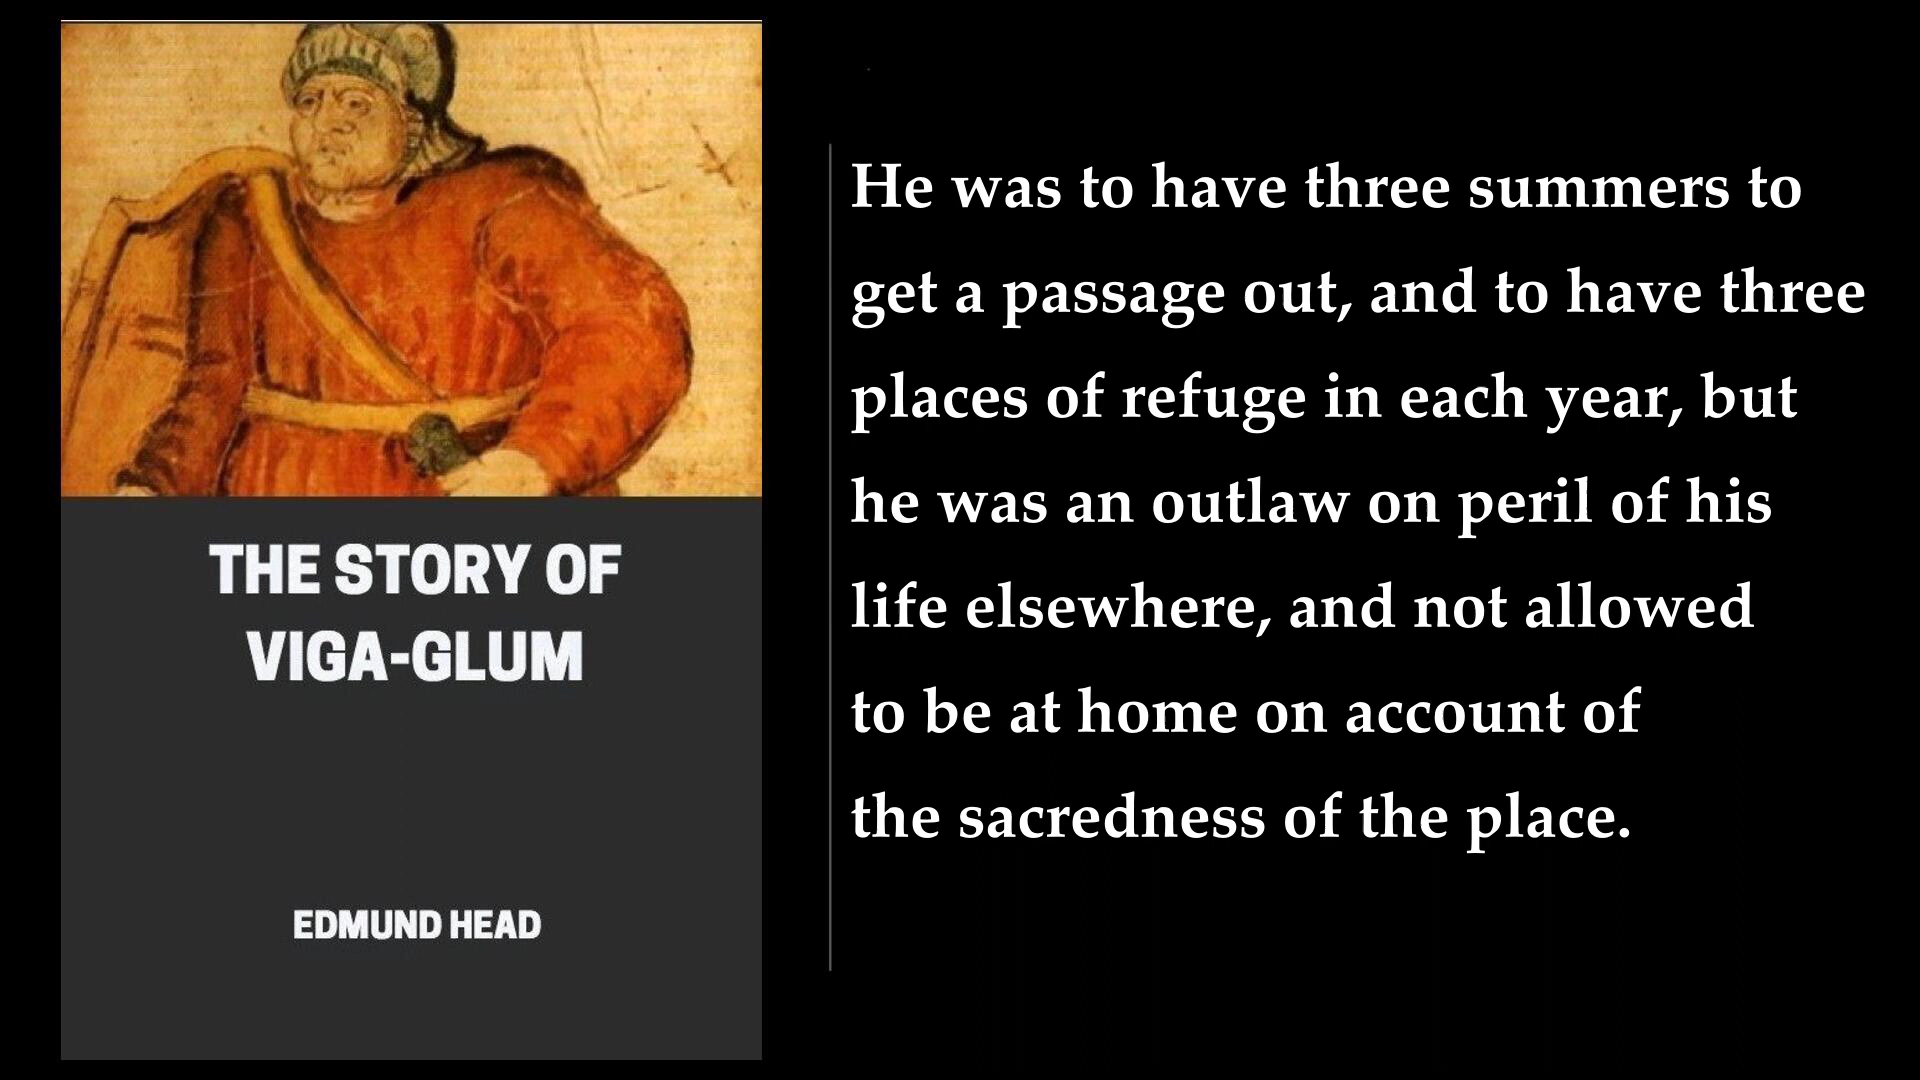 THE STORY OF
VIGA-GLUM
EDMUND HEAD
He was to have three summers to
get a passage out, and to have three
places of refuge in each year, but
he was an outlaw on peril of his
life elsewhere, and not allowed
to be at home on account of
the sacredness of the place.